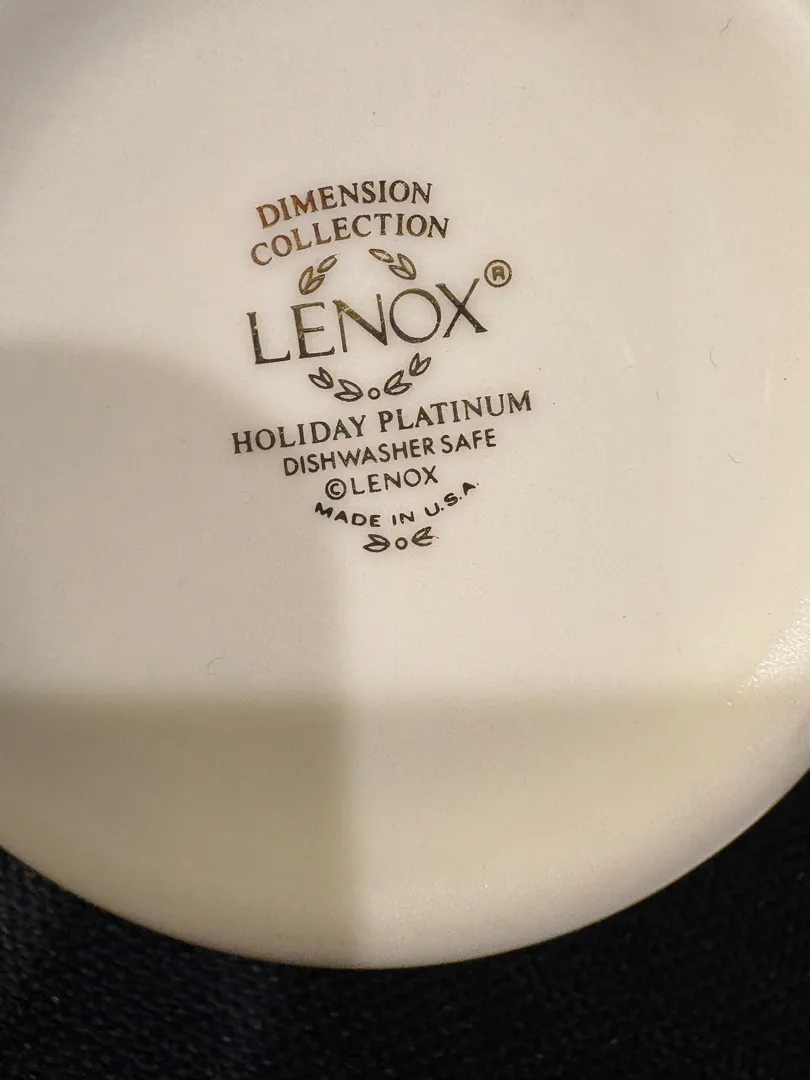 DIMENSION
COLLECTION
LENOX®
HOLIDAY PLATINUM
DISHWASHER SAFE
©LENOX
MADE IN U.S.A.